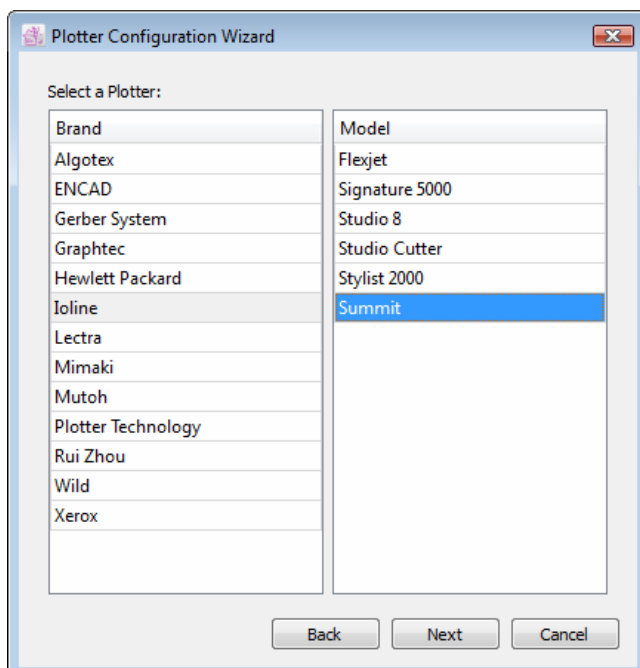 Plotter Configuration Wizard
Select a Plotter:
Brand
Algotex
ENCAD
Gerber System
Graphtec
Hewlett Packard
Ioline
Lectra
Mimaki
Mutoh
Plotter Technology
Rui Zhou
Wild
Xerox
Model
Flexjet
Signature 5000
Studio 8
Studio Cutter
Stylist 2000
Summit
Back
Next
Cancel